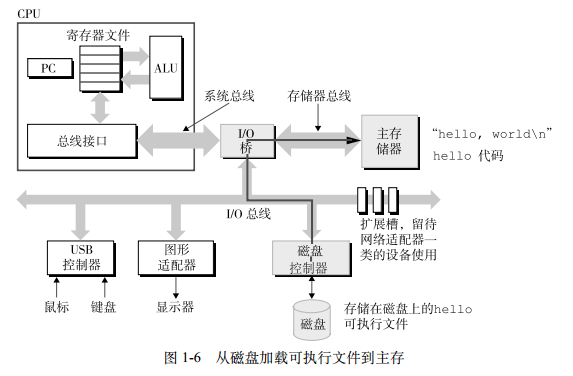 CPU
寄存器文件
PC
ALU
系统总线
存储器总线
总线接口
I/O
桥
主存
储器
“hello, world\n”
hello 代码
I/O 总线
扩展槽，留待
网络适配器一
类的设备使用
USB
控制器
图形
适配器
磁盘
控制器
鼠标
键盘
显示器
磁盘
存储在磁盘上的hello
可执行文件
图 1-6 从磁盘加载可执行文件到主存